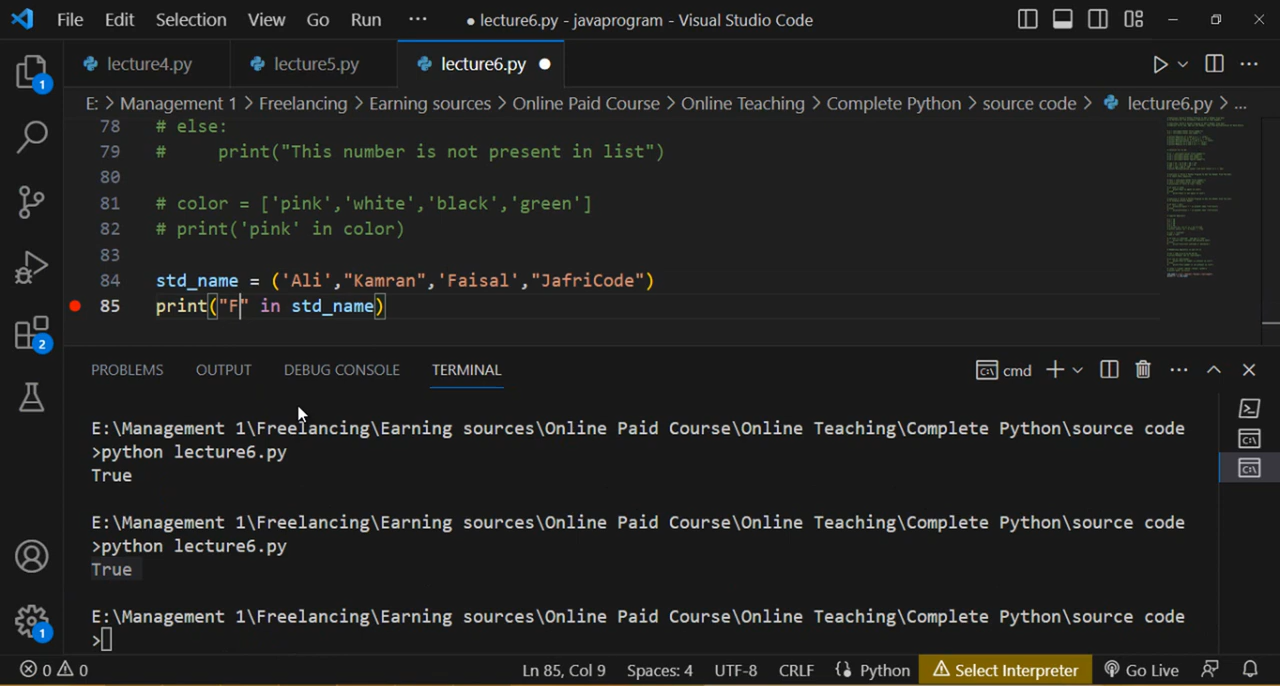 File Edit Selection View Go Run ··· ● lecture6.py - javaprogram - Visual Studio Code
lecture4.py lecture5.py lecture6.py
E: > Management 1 > Freelancing > Earning sources > Online Paid Course > Online Teaching > Complete Python > source code > lecture6.py > ...
78 # else:
79 #     print("This number is not present in list")
80
81 # color = ['pink','white','black','green']
82 # print('pink' in color)
83
84 std_name = ('Ali',"Kamran",'Faisal',"JafriCode")
85 print("F" in std_name)
PROBLEMS OUTPUT DEBUG CONSOLE TERMINAL cmd
E:\Management 1\Freelancing\Earning sources\Online Paid Course\Online Teaching\Complete Python\source code
>python lecture6.py
True
E:\Management 1\Freelancing\Earning sources\Online Paid Course\Online Teaching\Complete Python\source code
>python lecture6.py
True
E:\Management 1\Freelancing\Earning sources\Online Paid Course\Online Teaching\Complete Python\source code
>
1
2
1
0 0 Ln 85, Col 9 Spaces: 4 UTF-8 CRLF Python Select Interpreter Go Live